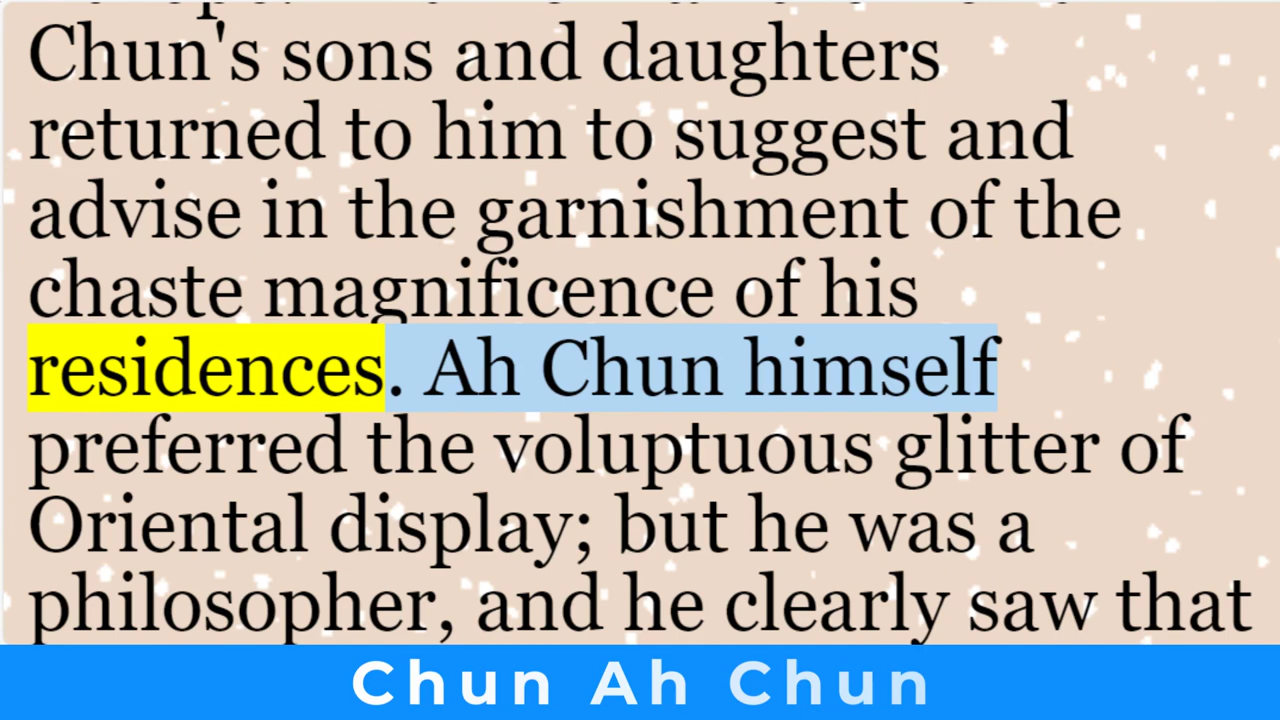 Chun's sons and daughters
returned to him to suggest and
advise in the garnishment of the
chaste magnificence of his
residences. Ah Chun himself
preferred the voluptuous glitter of
Oriental display; but he was a
philosopher, and he clearly saw that
Chun Ah Chun